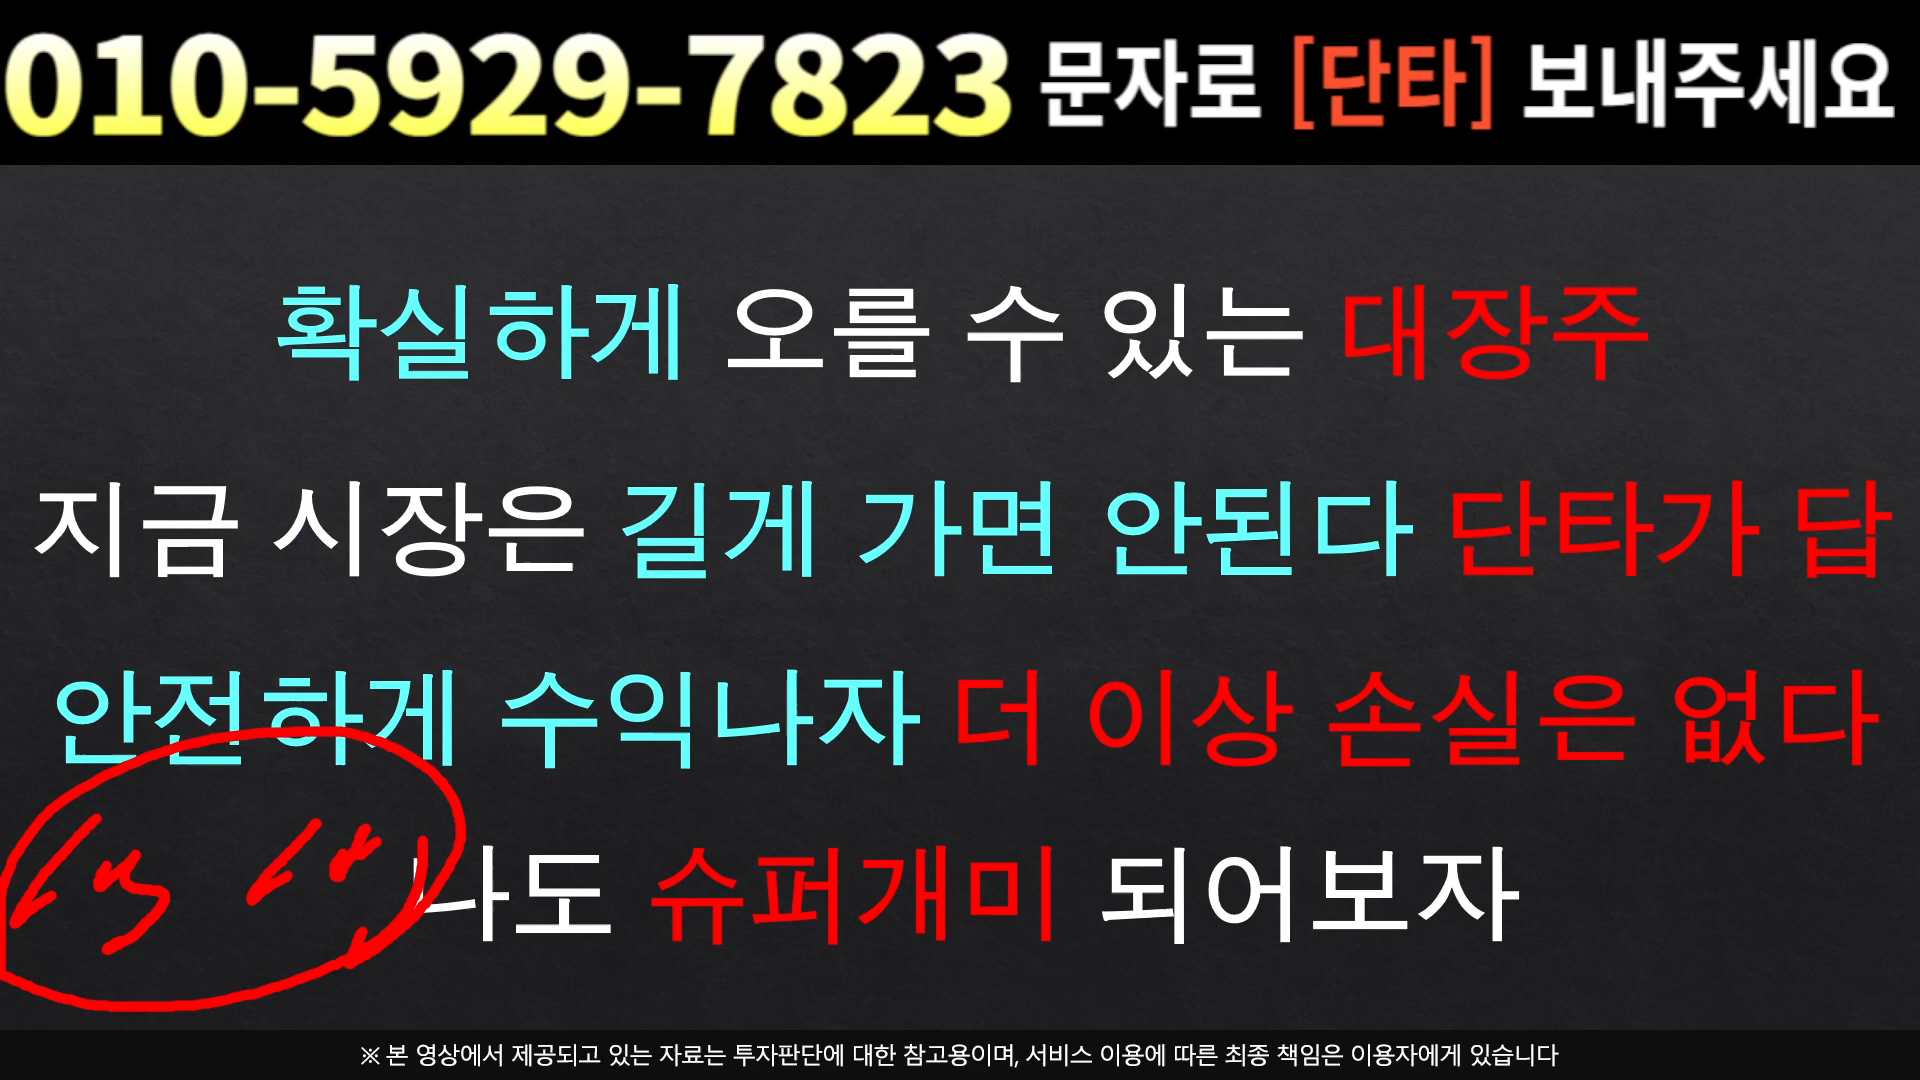 010-5929-7823 문자로 [단타] 보내주세요
확실하게 오를 수 있는 대장주
지금 시장은 길게 가면 안된다 단타가 답
안전하게 수익나자 더 이상 손실은 없다
나도 슈퍼개미 되어보자
※ 본 영상에서 제공되고 있는 자료는 투자판단에 대한 참고용이며, 서비스 이용에 따른 최종 책임은 이용자에게 있습니다